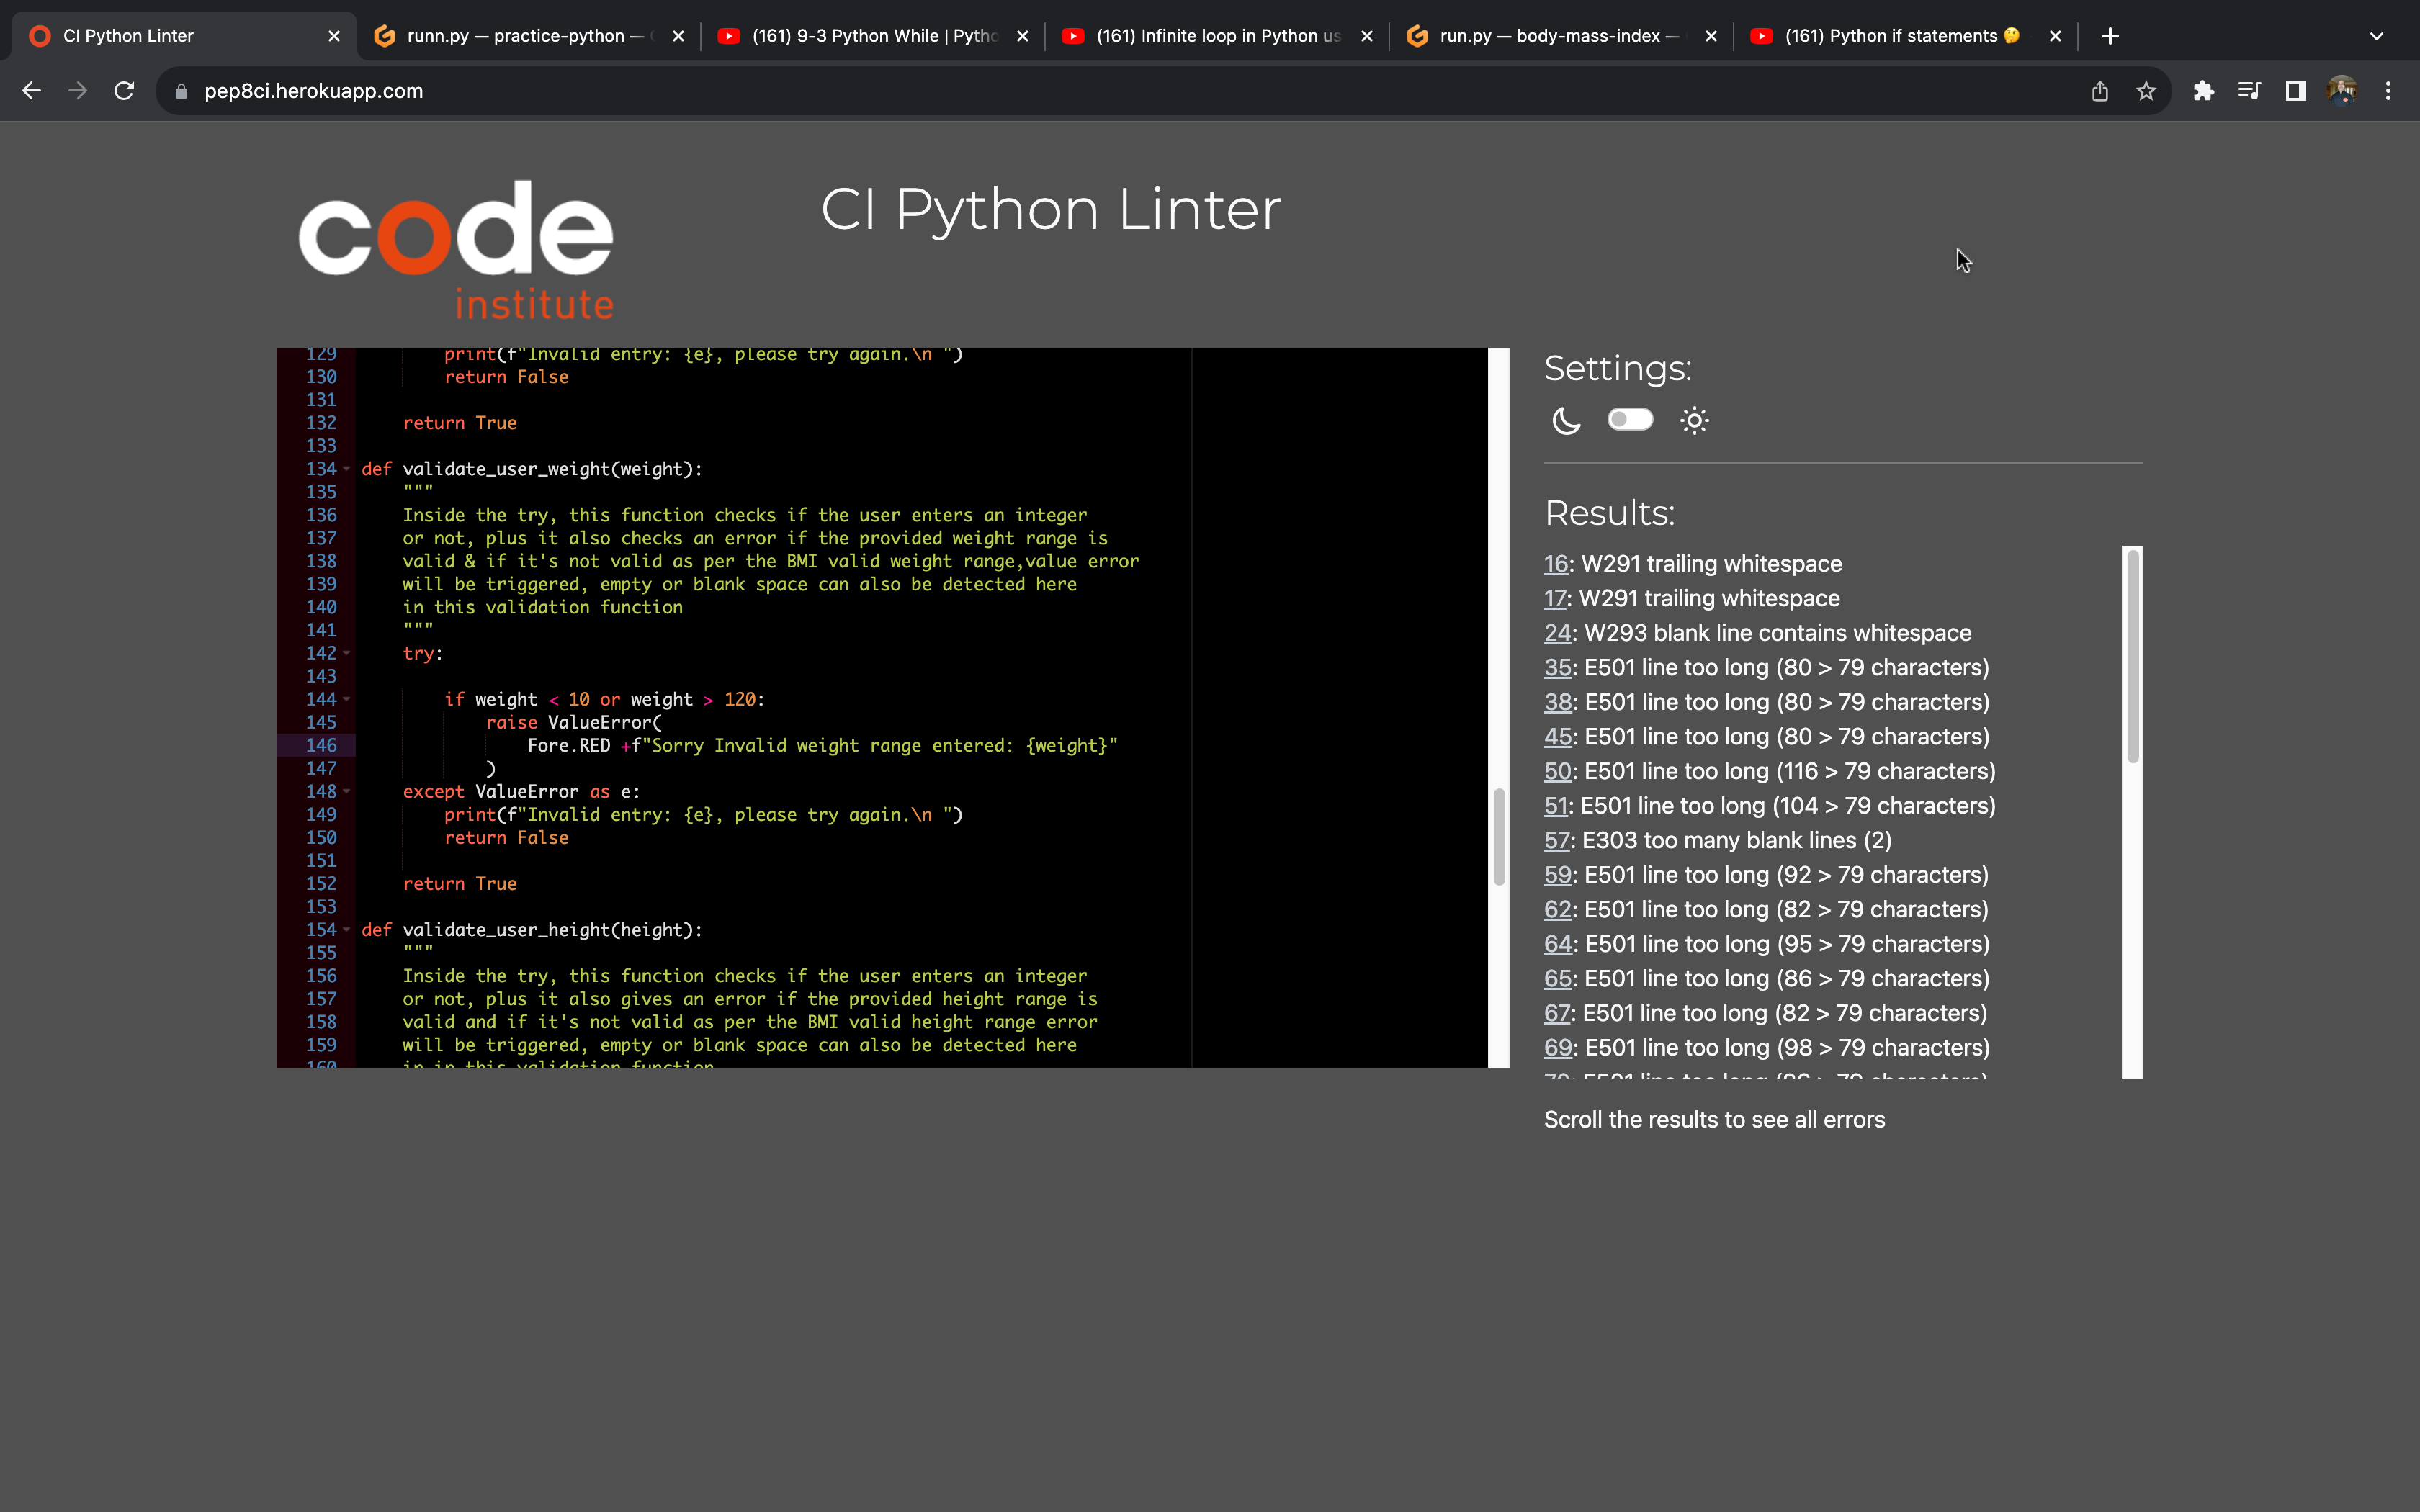 CI Python Linter
runn.py — practice-python —
(161) 9-3 Python While | Pytho
(161) Infinite loop in Python us
run.py — body-mass-index —
(161) Python if statements 🤔
pep8ci.herokuapp.com
code
institute
CI Python Linter
129 print(f"Invalid entry: {e}, please try again.\n ")
130 return False
131
132 return True
133
134 def validate_user_weight(weight):
135 """
136 Inside the try, this function checks if the user enters an integer
137 or not, plus it also checks an error if the provided weight range is
138 valid & if it's not valid as per the BMI valid weight range,value error
139 will be triggered, empty or blank space can also be detected here
140 in this validation function
141 """
142 try:
143
144 if weight < 10 or weight > 120:
145 raise ValueError(
146 Fore.RED +f"Sorry Invalid weight range entered: {weight}"
147 )
148 except ValueError as e:
149 print(f"Invalid entry: {e}, please try again.\n ")
150 return False
151
152 return True
153
154 def validate_user_height(height):
155 """
156 Inside the try, this function checks if the user enters an integer
157 or not, plus it also gives an error if the provided height range is
158 valid and if it's not valid as per the BMI valid height range error
159 will be triggered, empty or blank space can also be detected here
160 in in this validation function
Settings:
Results:
16: W291 trailing whitespace
17: W291 trailing whitespace
24: W293 blank line contains whitespace
35: E501 line too long (80 > 79 characters)
38: E501 line too long (80 > 79 characters)
45: E501 line too long (80 > 79 characters)
50: E501 line too long (116 > 79 characters)
51: E501 line too long (104 > 79 characters)
57: E303 too many blank lines (2)
59: E501 line too long (92 > 79 characters)
62: E501 line too long (82 > 79 characters)
64: E501 line too long (95 > 79 characters)
65: E501 line too long (86 > 79 characters)
67: E501 line too long (82 > 79 characters)
69: E501 line too long (98 > 79 characters)
E501 line too long
Scroll the results to see all errors